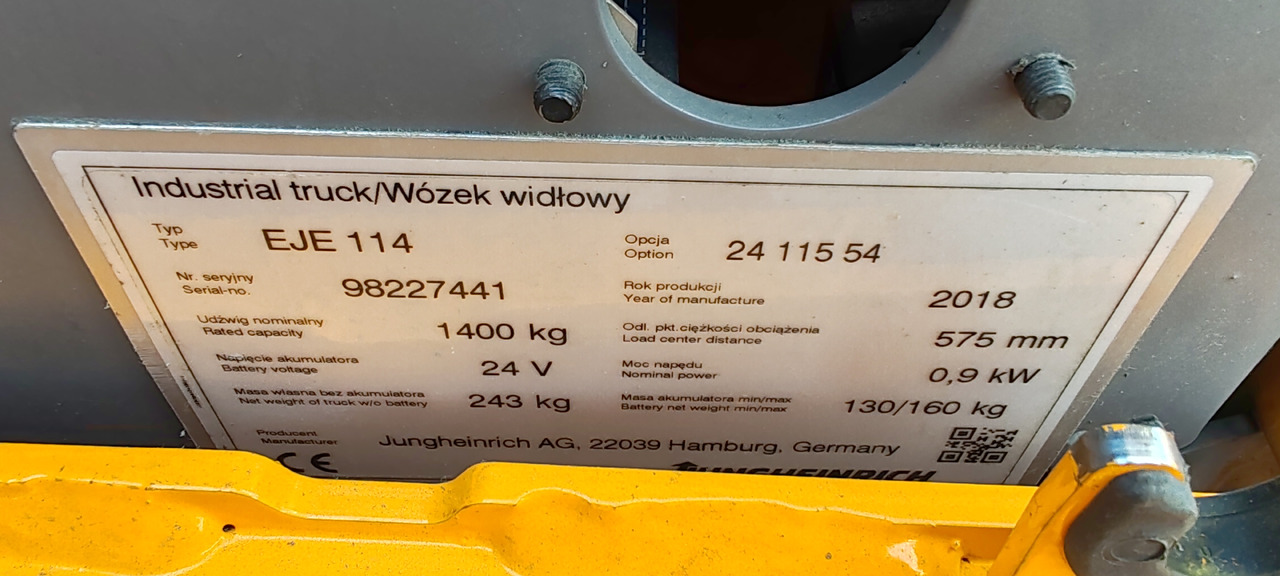 Industrial truck/Wózek widłowy
Typ
Type
EJE 114
Opcja
Option
24 115 54
Nr. seryjny
Serial-no.
98227441
Rok produkcji
Year of manufacture
2018
Udźwig nominalny
Rated capacity
1400 kg
Odl. pkt.ciężkości obciążenia
Load center distance
575 mm
Napięcie akumulatora
Battery voltage
24 V
Moc napędu
Nominal power
0,9 kW
Masa własna bez akumulatora
Net weight of truck w/o battery
243 kg
Masa akumulatora min/max
Battery net weight min/max
130/160 kg
Producent
Manufacturer
Jungheinrich AG, 22039 Hamburg, Germany
CE
JUNGHEINRICH